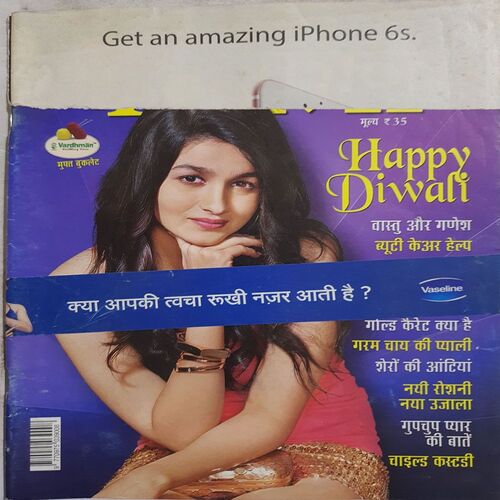 Get an amazing iPhone 6s.
मूल्य ₹ 35
Vardhman
मुफ्त बुकलेट
Happy
Diwali
वास्तु और गणेश
ब्यूटी केअर हेल्प
क्या आपकी त्वचा रूखी नज़र आती है ?
Vaseline
गोल्ड कैरेट क्या है
गरम चाय की प्याली
शेरों की आंटियां
नयी रोशनी
नया उजाला
गुपचुप प्यार
की बातें
चाइल्ड कस्टडी